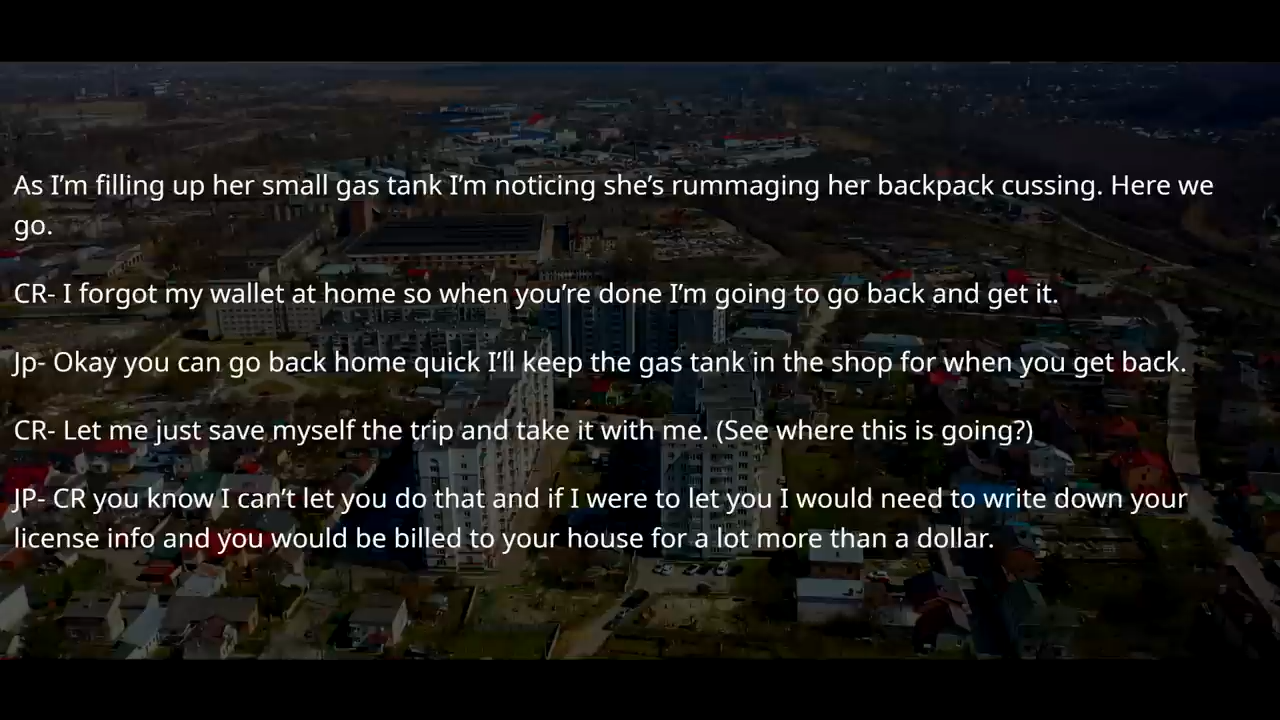 As I’m filling up her small gas tank I’m noticing she’s rummaging her backpack cussing. Here we
go.
CR- I forgot my wallet at home so when you’re done I’m going to go back and get it.
Jp- Okay you can go back home quick I’ll keep the gas tank in the shop for when you get back.
CR- Let me just save myself the trip and take it with me. (See where this is going?)
JP- CR you know I can’t let you do that and if I were to let you I would need to write down your
license info and you would be billed to your house for a lot more than a dollar.